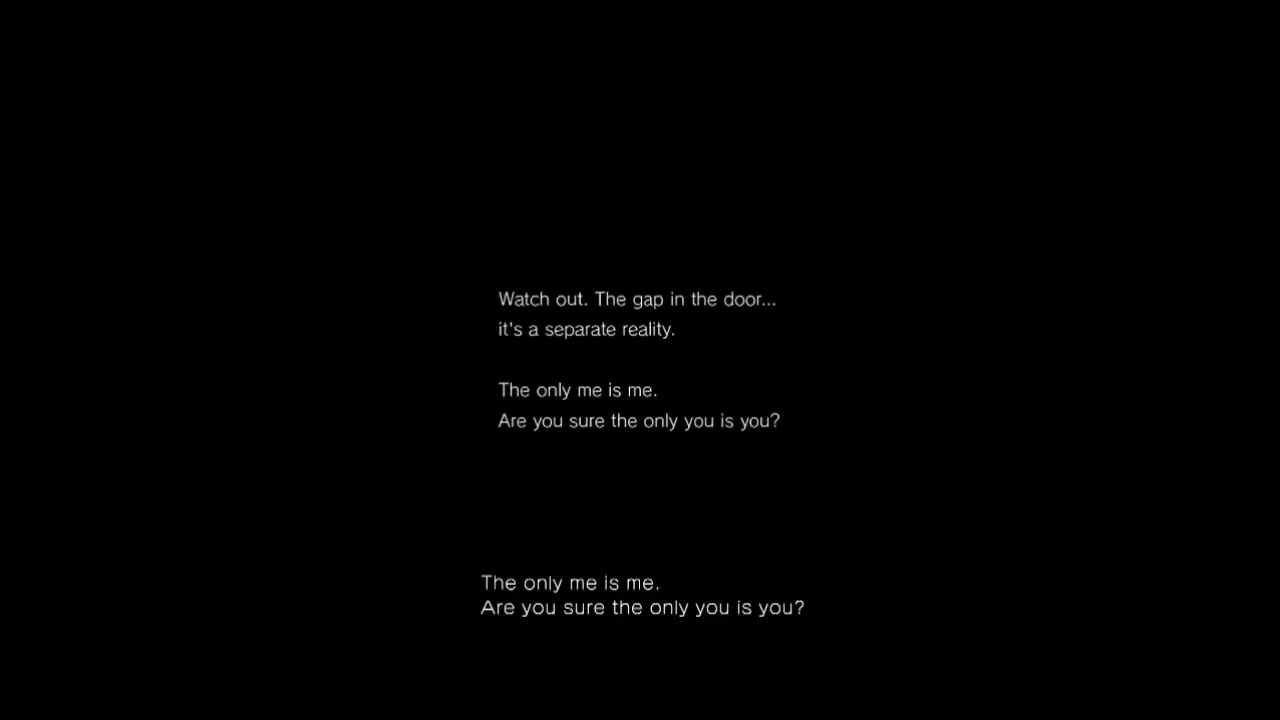 Watch out. The gap in the door...
it's a separate reality.
The only me is me.
Are you sure the only you is you?
The only me is me.
Are you sure the only you is you?